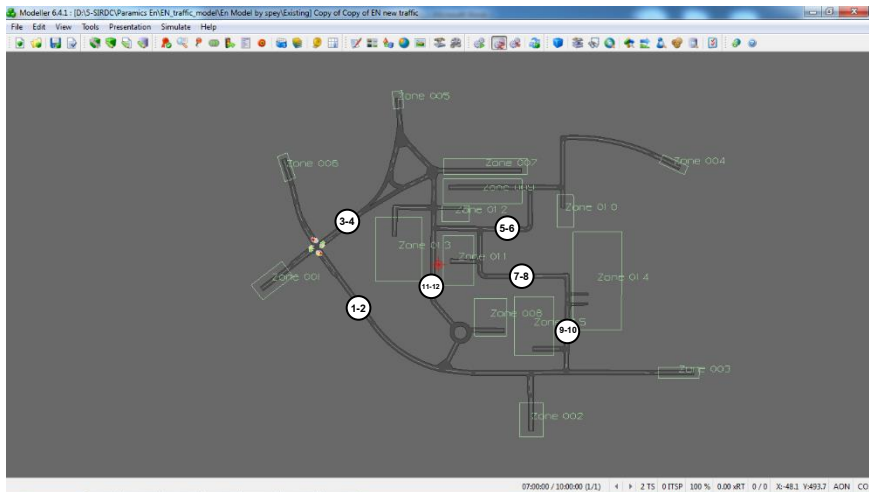 Modeller 6.4.1 : [D:\5-SIRDC\Paramics En\EN_traffic_model\En Model by spey\Existing] Copy of Copy of EN new traffic
File Edit View Tools Presentation Simulate Help
Zone 005
Zone 006
Zone 007
Zone 004
Zone 009
Zone 012
Zone 010
3-4
5-6
Zone 013
Zone 011
Zone 001
7-8
Zone 014
11-12
1-2
Zone 008
Zone 015
9-10
Zone 003
Zone 002
07:00:00 / 10:00:00 (1/1) 2 TS 0 ITSP 100 % 0.00 xRT 0 / 0 X:-48.1 Y:493.7 AON CO